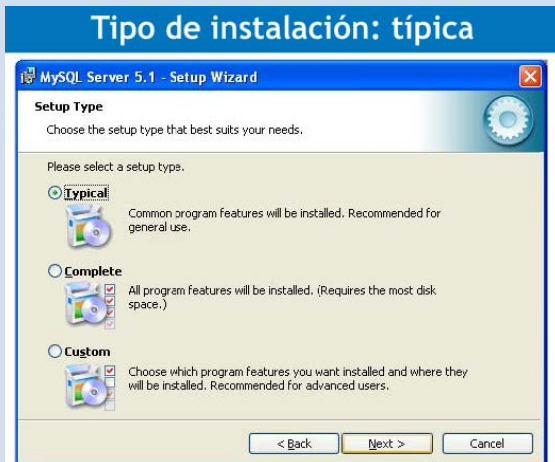 Tipo de instalación: típica
MySQL Server 5.1 - Setup Wizard
Setup Type
Choose the setup type that best suits your needs.
Please select a setup type.
Typical
Common program features will be installed. Recommended for
general use.
Complete
All program features will be installed. (Requires the most disk
space.)
Custom
Choose which program features you want installed and where they
will be installed. Recommended for advanced users.
< Back Next > Cancel